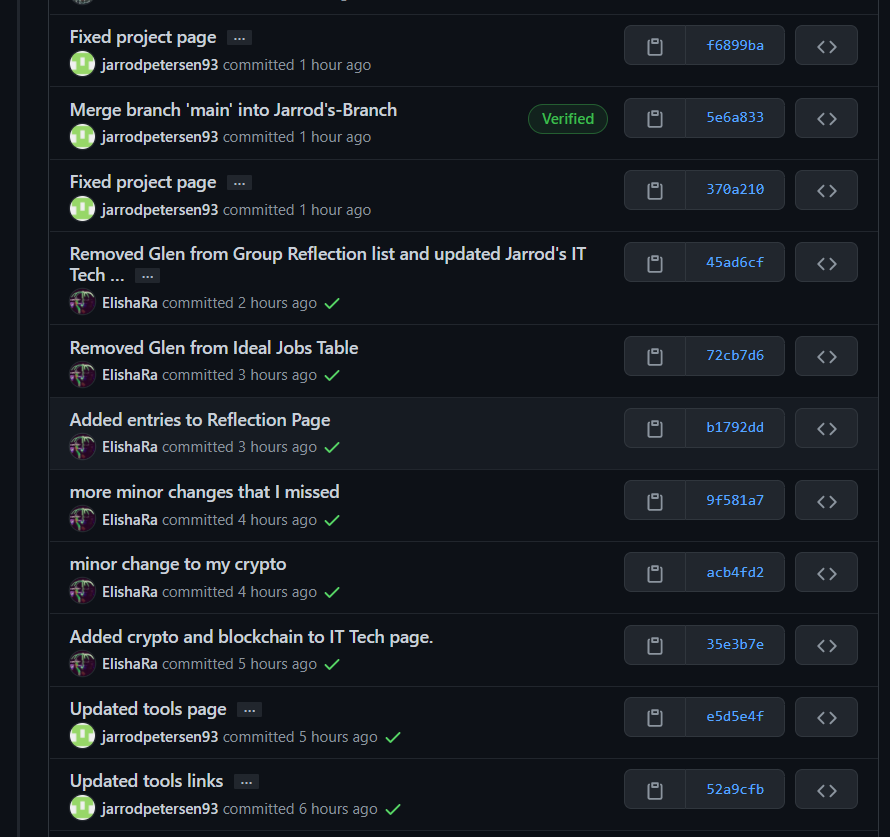 Fixed project page ...
f6899ba
jarrodpetersen93 committed 1 hour ago
Merge branch 'main' into Jarrod's-Branch
Verified
5e6a833
jarrodpetersen93 committed 1 hour ago
Fixed project page ...
370a210
jarrodpetersen93 committed 1 hour ago
Removed Glen from Group Reflection list and updated Jarrod's IT
Tech ... ...
45ad6cf
ElishaRa committed 2 hours ago
Removed Glen from Ideal Jobs Table
72cb7d6
ElishaRa committed 3 hours ago
Added entries to Reflection Page
b1792dd
ElishaRa committed 3 hours ago
more minor changes that I missed
9f581a7
ElishaRa committed 4 hours ago
minor change to my crypto
acb4fd2
ElishaRa committed 4 hours ago
Added crypto and blockchain to IT Tech page.
35e3b7e
ElishaRa committed 5 hours ago
Updated tools page ...
e5d5e4f
jarrodpetersen93 committed 5 hours ago
Updated tools links ...
52a9cfb
jarrodpetersen93 committed 6 hours ago